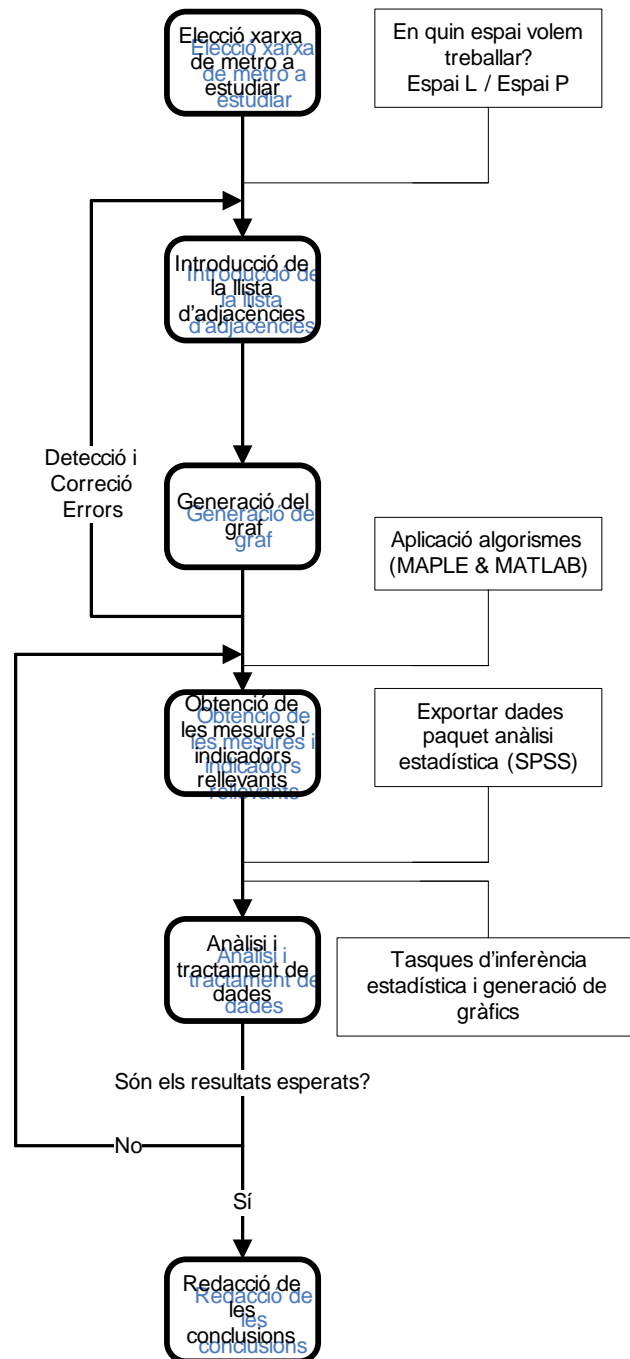 Elecció xarxa
de metro a
estudiar
En quin espai volem
treballar?
Espai L / Espai P
Introducció de
la llista
d'adjacències
Detecció i
Correció
Errors
Generació del
graf
Aplicació algorismes
(MAPLE & MATLAB)
Obtenció de
les mesures i
indicadors
rellevants
Exportar dades
paquet anàlisi
estadística (SPSS)
Anàlisi i
tractament de
dades
Tasques d'inferència
estadística i generació de
gràfics
Són els resultats esperats?
No
Sí
Redacció de
les
conclusions